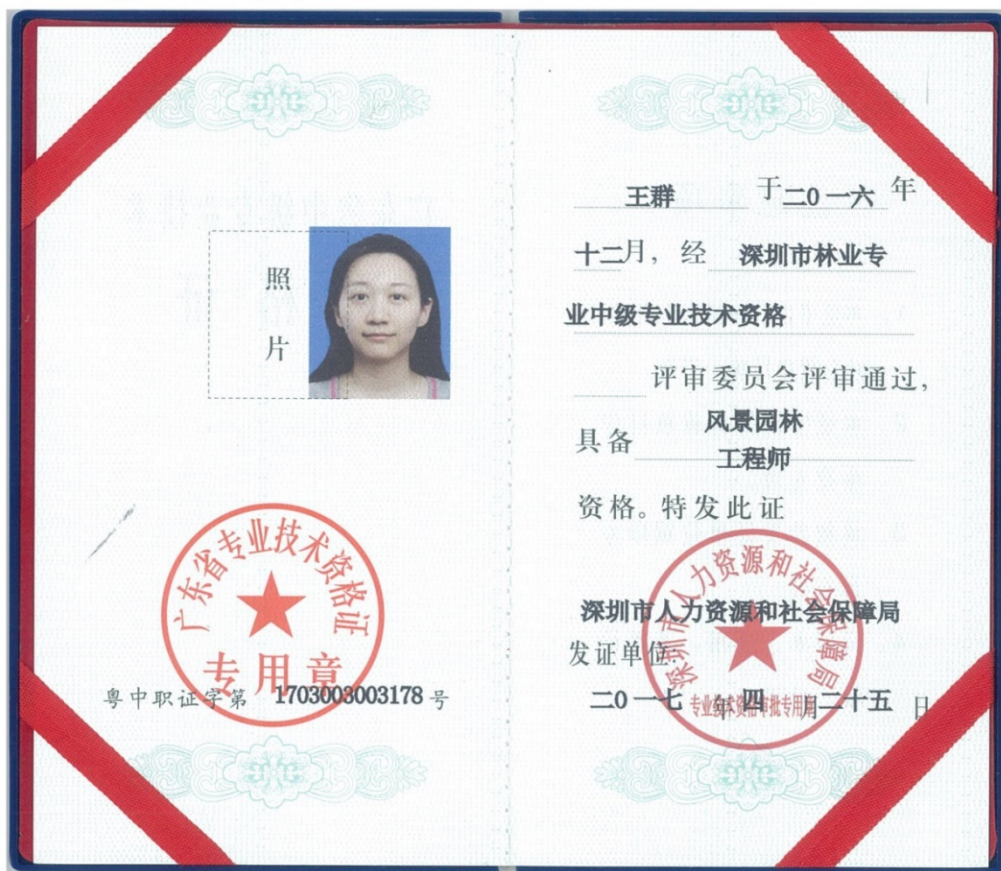 照
片
广东省专业技术资格证
专用章
粤中职证字第 1703003003178 号
王群 于二0一六 年
十二月，经 深圳市林业专
业中级专业技术资格
评审委员会评审通过，
风景园林
具备
工程师
资格。特发此证
深圳市人力资源和社会保障局
深圳市人力资源和社会保障局
发证单位:
专业技术资格审批专用章
二0一七 年 四 月二十五 日